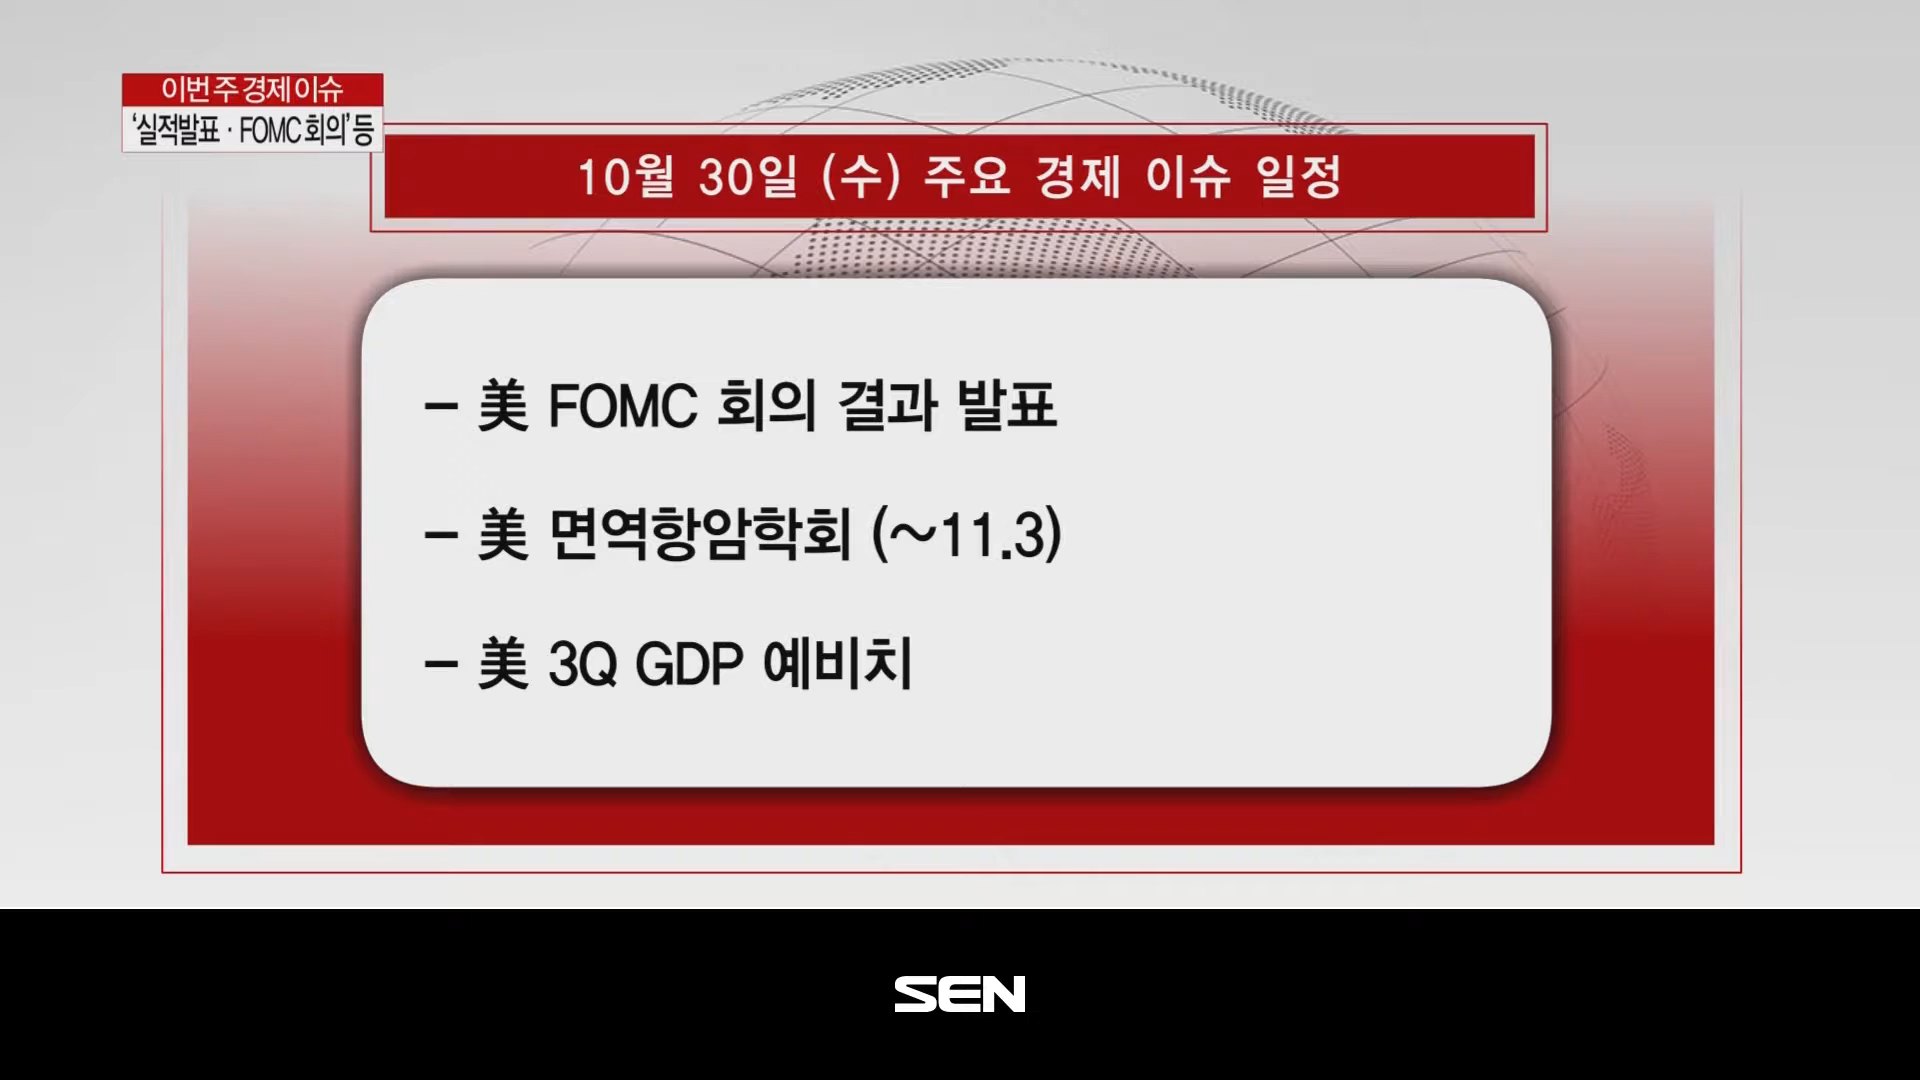 이번 주 경제 이슈
‘실적발표 · FOMC 회의’ 등
10월 30일 (수) 주요 경제 이슈 일정
– 美 FOMC 회의 결과 발표
– 美 면역항암학회 (~11.3)
– 美 3Q GDP 예비치
SEN